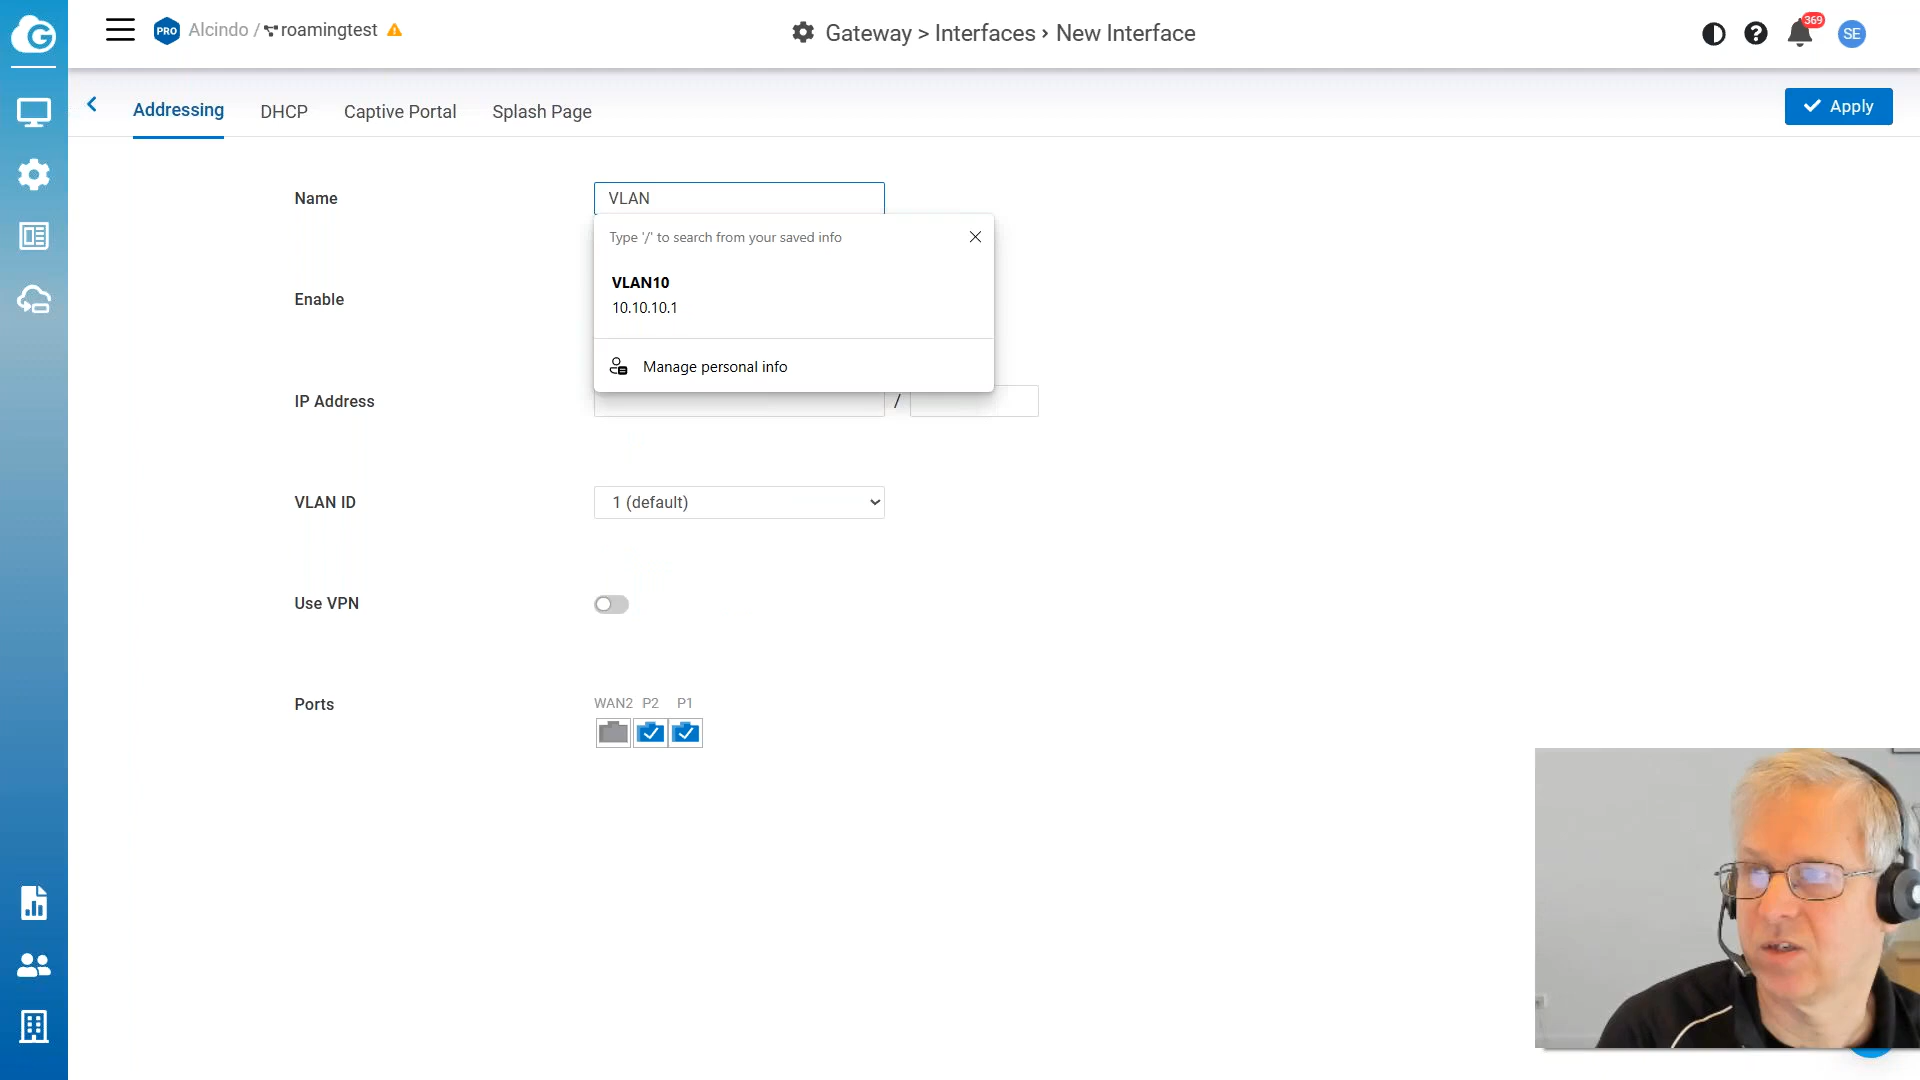 PRO Alcindo / roamingtest
Gateway > Interfaces › New Interface
369
SE
Addressing
DHCP
Captive Portal
Splash Page
Apply
Name
VLAN
Type '/' to search from your saved info
VLAN10
10.10.10.1
Manage personal info
Enable
IP Address
/
VLAN ID
1 (default)
Use VPN
Ports
WAN2 P2 P1